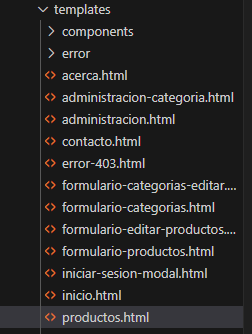 templates
components
error
acerca.html
administracion-categoria.html
administracion.html
contacto.html
error-403.html
formulario-categorias-editar....
formulario-categorias.html
formulario-editar-productos....
formulario-productos.html
iniciar-sesion-modal.html
inicio.html
productos.html